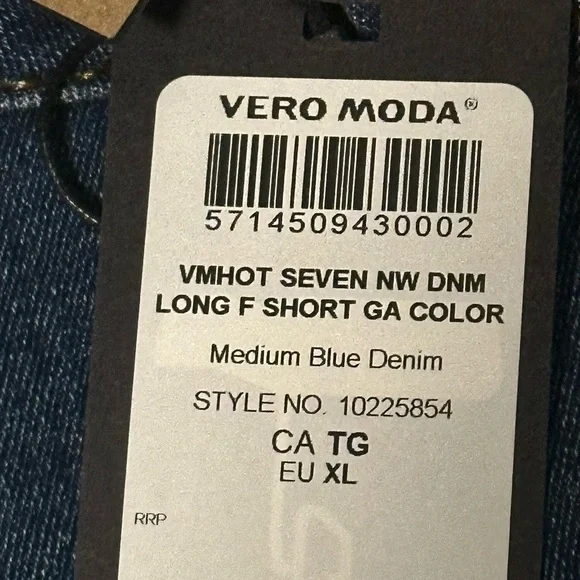 VERO MODA®
5714509430002
VMHOT SEVEN NW DNM
LONG F SHORT GA COLOR
Medium Blue Denim
STYLE NO. 10225854
CA TG
EU XL
RRP